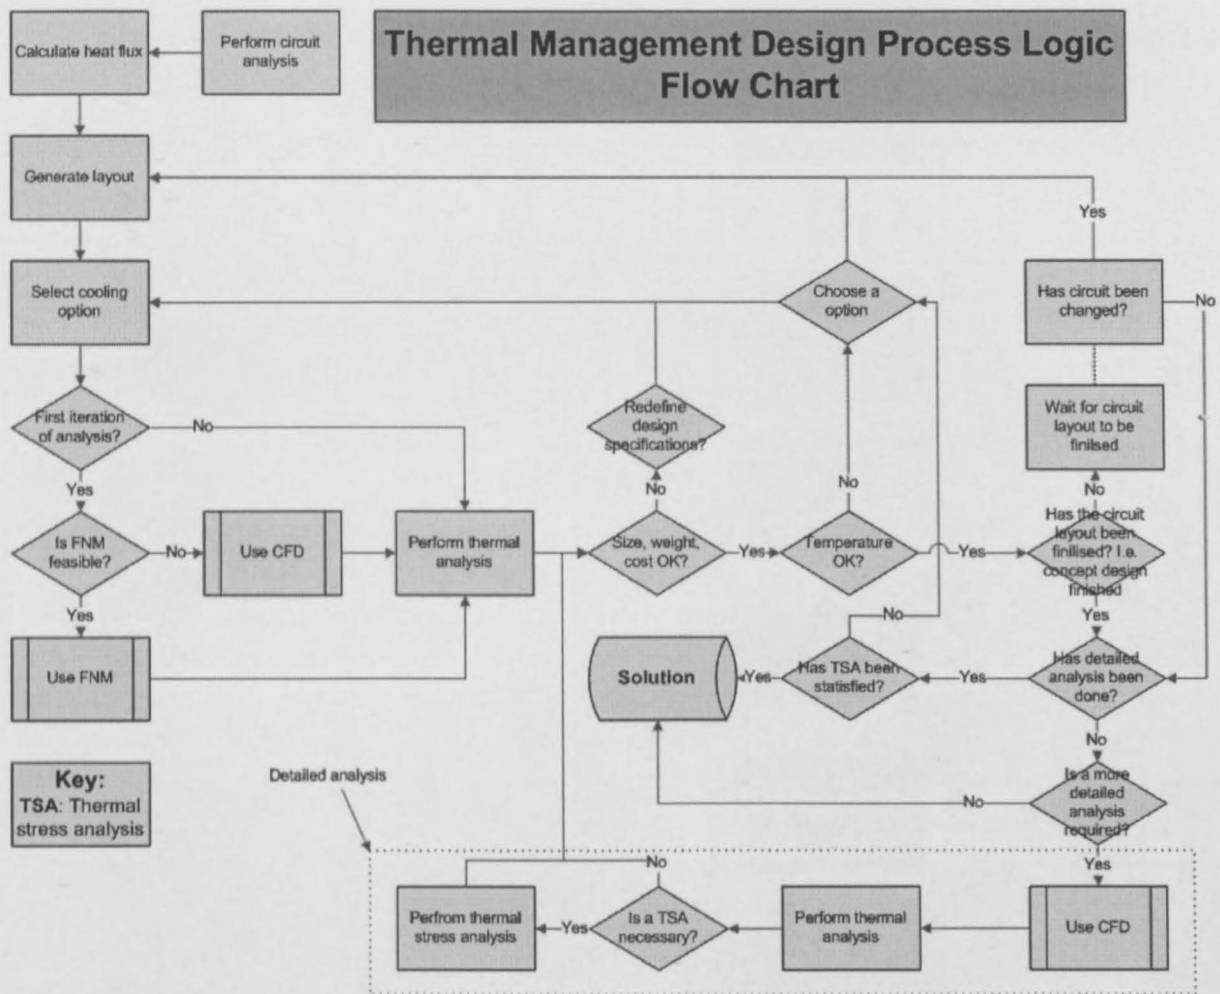 Thermal Management Design Process Logic
Flow Chart
Calculate heat flux
Perform circuit
analysis
Generate layout
Yes
Select cooling
option
Choose a
option
Has circuit been
changed?
No
First iteration
of analysis?
No
Redefine
design
specifications?
Wait for circuit
layout to be
finilsed
Yes
No
No
No
Is FNM
feasible?
No
Use CFD
Perform thermal
analysis
Size, weight,
cost OK?
Yes
Temperature
OK?
Yes
Has the circuit
layout been
finilised? I.e.
concept design
finished
Yes
No
Yes
Use FNM
Solution
Yes
Has TSA been
statisfied?
Yes
Has detailed
analysis been
done?
No
Key:
TSA: Thermal
stress analysis
Detailed analysis
No
Is a more
detailed
analysis
required?
No
Yes
Perfrom thermal
stress analysis
Yes
Is a TSA
necessary?
Perform thermal
analysis
Use CFD